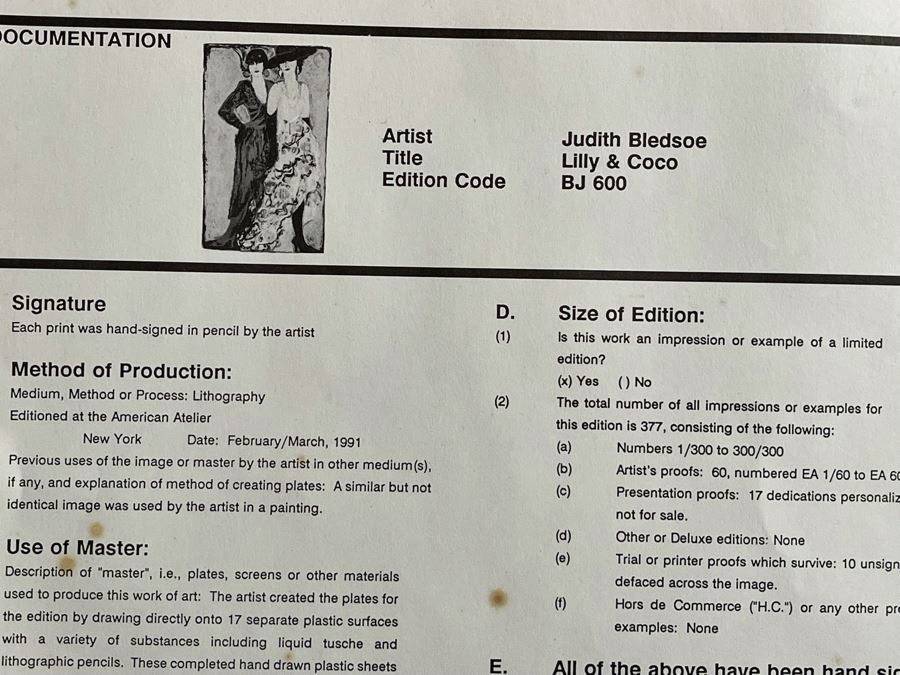 DOCUMENTATION
Artist Judith Bledsoe
Title Lilly & Coco
Edition Code BJ 600
Signature
Each print was hand-signed in pencil by the artist
Method of Production:
Medium, Method or Process: Lithography
Editioned at the American Atelier
New York Date: February/March, 1991
Previous uses of the image or master by the artist in other medium(s),
if any, and explanation of method of creating plates: A similar but not
identical image was used by the artist in a painting.
Use of Master:
Description of "master", i.e., plates, screens or other materials
used to produce this work of art: The artist created the plates for
the edition by drawing directly onto 17 separate plastic surfaces
with a variety of substances including liquid tusche and
lithographic pencils. These completed hand drawn plastic sheets
D. Size of Edition:
(1) Is this work an impression or example of a limited
edition?
(x) Yes ( ) No
(2) The total number of all impressions or examples for
this edition is 377, consisting of the following:
(a) Numbers 1/300 to 300/300
(b) Artist's proofs: 60, numbered EA 1/60 to EA
(c) Presentation proofs: 17 dedications
not for sale.
(d) Other or Deluxe editions: None
(e) Trial or printer proofs which survive: 10
defaced across the image.
(f) Hors de Commerce ("H.C.") or any other
examples: None
E. All of the above have been hand